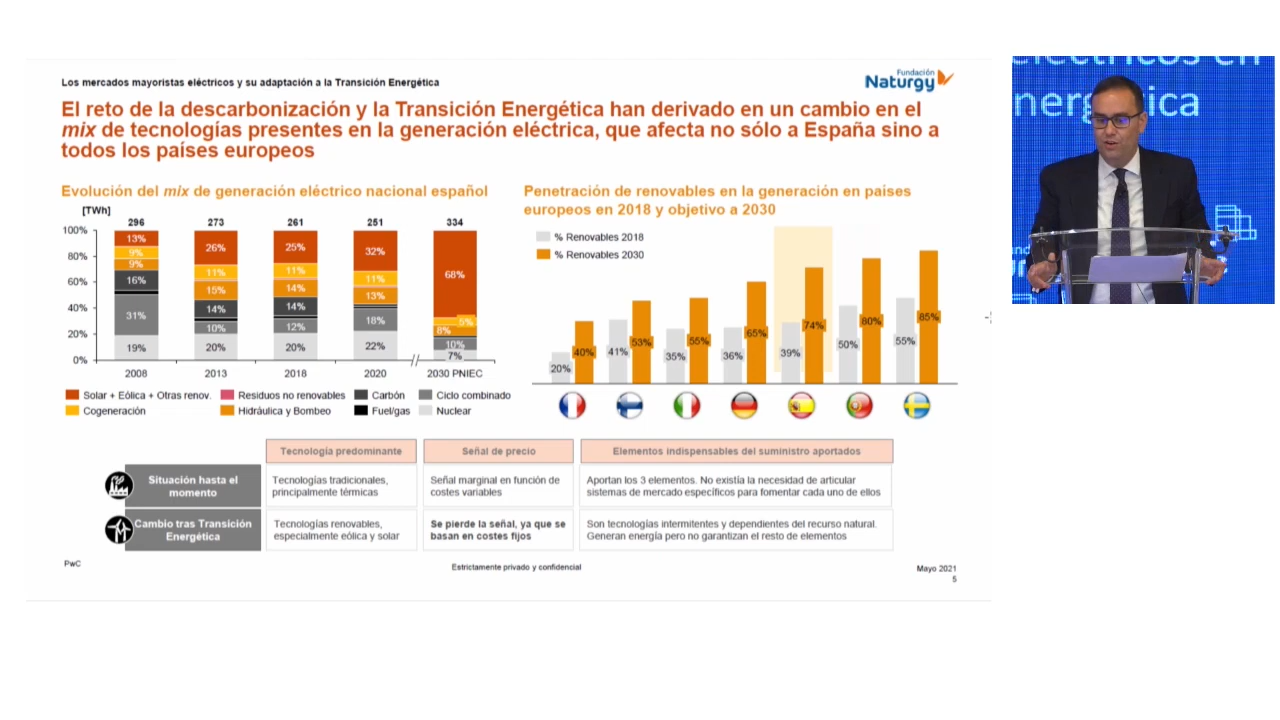 Los mercados mayoristas eléctricos y su adaptación a la Transición Energética
Fundación
Naturgy
El reto de la descarbonización y la Transición Energética han derivado en un cambio en el
mix de tecnologías presentes en la generación eléctrica, que afecta no sólo a España sino a
todos los países europeos
Evolución del mix de generación eléctrico nacional español
[TWh]
296 273 261 251 334
100%
80%
60%
40%
20%
0%
13% 9% 9% 16% 31% 19%
26% 11% 15% 14% 10% 20%
25% 11% 14% 14% 12% 20%
32% 11% 13% 18% 22%
68% 5% 8% 10% 7%
2008 2013 2018 2020 2030 PNIEC
Solar + Eólica + Otras renov. Residuos no renovables Carbón Ciclo combinado
Cogeneración Hidráulica y Bombeo Fuel/gas Nuclear
Penetración de renovables en la generación en países
europeos en 2018 y objetivo a 2030
% Renovables 2018
% Renovables 2030
20% 40% 41% 53% 35% 55% 36% 65% 39% 74% 50% 80% 55% 85%
Tecnología predominante Señal de precio Elementos indispensables del suministro aportados
Situación hasta el
momento
Tecnologías tradicionales,
principalmente térmicas
Señal marginal en función de
costes variables
Aportan los 3 elementos. No existía la necesidad de articular
sistemas de mercado específicos para fomentar cada uno de ellos
Cambio tras Transición
Energética
Tecnologías renovables,
especialmente eólica y solar
Se pierde la señal, ya que se
basan en costes fijos
Son tecnologías intermitentes y dependientes del recurso natural.
Generan energía pero no garantizan el resto de elementos
PwC
Estrictamente privado y confidencial
Mayo 2021
5